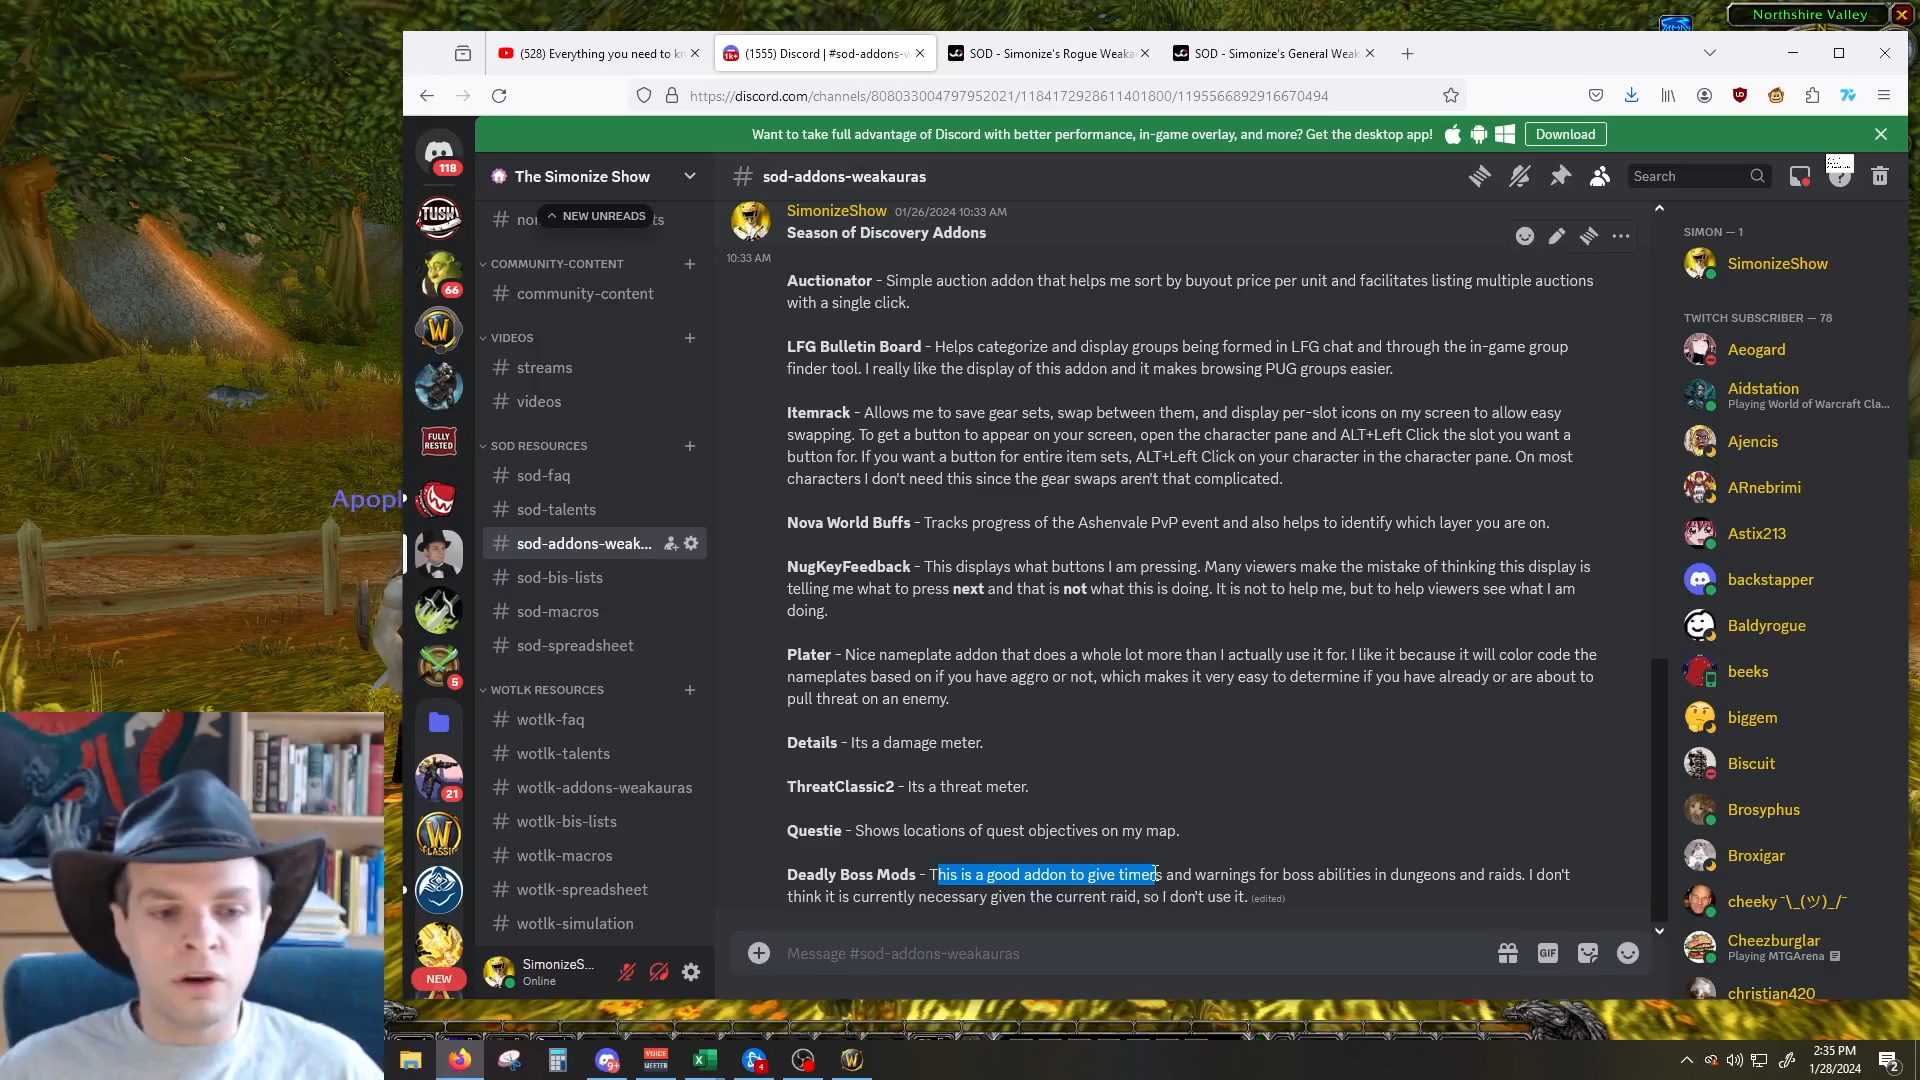 Northshire Valley
(528) Everything you need to kn
(1555) Discord | #sod-addons-w
SOD - Simonize's Rogue Weaka
SOD - Simonize's General Weak
https://discord.com/channels/808033004797952021/1184172928611401800/1195566892916670494
Want to take full advantage of Discord with better performance, in-game overlay, and more? Get the desktop app!
Download
118
The Simonize Show
sod-addons-weakauras
Search
TUSK
66
FULLY RESTED
5
21
CLASSIC
NEW
Apopl
NEW UNREADS
COMMUNITY-CONTENT
community-content
VIDEOS
streams
videos
SOD RESOURCES
sod-faq
sod-talents
sod-addons-weak...
sod-bis-lists
sod-macros
sod-spreadsheet
WOTLK RESOURCES
wotlk-faq
wotlk-talents
wotlk-addons-weakauras
wotlk-bis-lists
wotlk-macros
wotlk-spreadsheet
wotlk-simulation
SimonizeS...
Online
SimonizeShow 01/26/2024 10:33 AM
Season of Discovery Addons
10:33 AM
Auctionator - Simple auction addon that helps me sort by buyout price per unit and facilitates listing multiple auctions
with a single click.
LFG Bulletin Board - Helps categorize and display groups being formed in LFG chat and through the in-game group
finder tool. I really like the display of this addon and it makes browsing PUG groups easier.
Itemrack - Allows me to save gear sets, swap between them, and display per-slot icons on my screen to allow easy
swapping. To get a button to appear on your screen, open the character pane and ALT+Left Click the slot you want a
button for. If you want a button for entire item sets, ALT+Left Click on your character in the character pane. On most
characters I don't need this since the gear swaps aren't that complicated.
Nova World Buffs - Tracks progress of the Ashenvale PvP event and also helps to identify which layer you are on.
NugKeyFeedback - This displays what buttons I am pressing. Many viewers make the mistake of thinking this display is
telling me what to press next and that is not what this is doing. It is not to help me, but to help viewers see what I am
doing.
Plater - Nice nameplate addon that does a whole lot more than I actually use it for. I like it because it will color code the
nameplates based on if you have aggro or not, which makes it very easy to determine if you have already or are about to
pull threat on an enemy.
Details - Its a damage meter.
ThreatClassic2 - Its a threat meter.
Questie - Shows locations of quest objectives on my map.
Deadly Boss Mods - This is a good addon to give timers and warnings for boss abilities in dungeons and raids. I don't
think it is currently necessary given the current raid, so I don't use it. (edited)
Message #sod-addons-weakauras
GIF
SIMON — 1
SimonizeShow
TWITCH SUBSCRIBER — 78
Aeogard
Aidstation
Playing World of Warcraft Cla...
Ajencis
ARnebrimi
Astix213
backstapper
Baldyrogue
beeks
biggem
Biscuit
Brosyphus
Broxigar
cheeky ¯\_(ツ)_/¯
Cheezburglar
Playing MTGArena
christian420
9+
VOICE MEETER
4
2:35 PM
1/28/2024
2